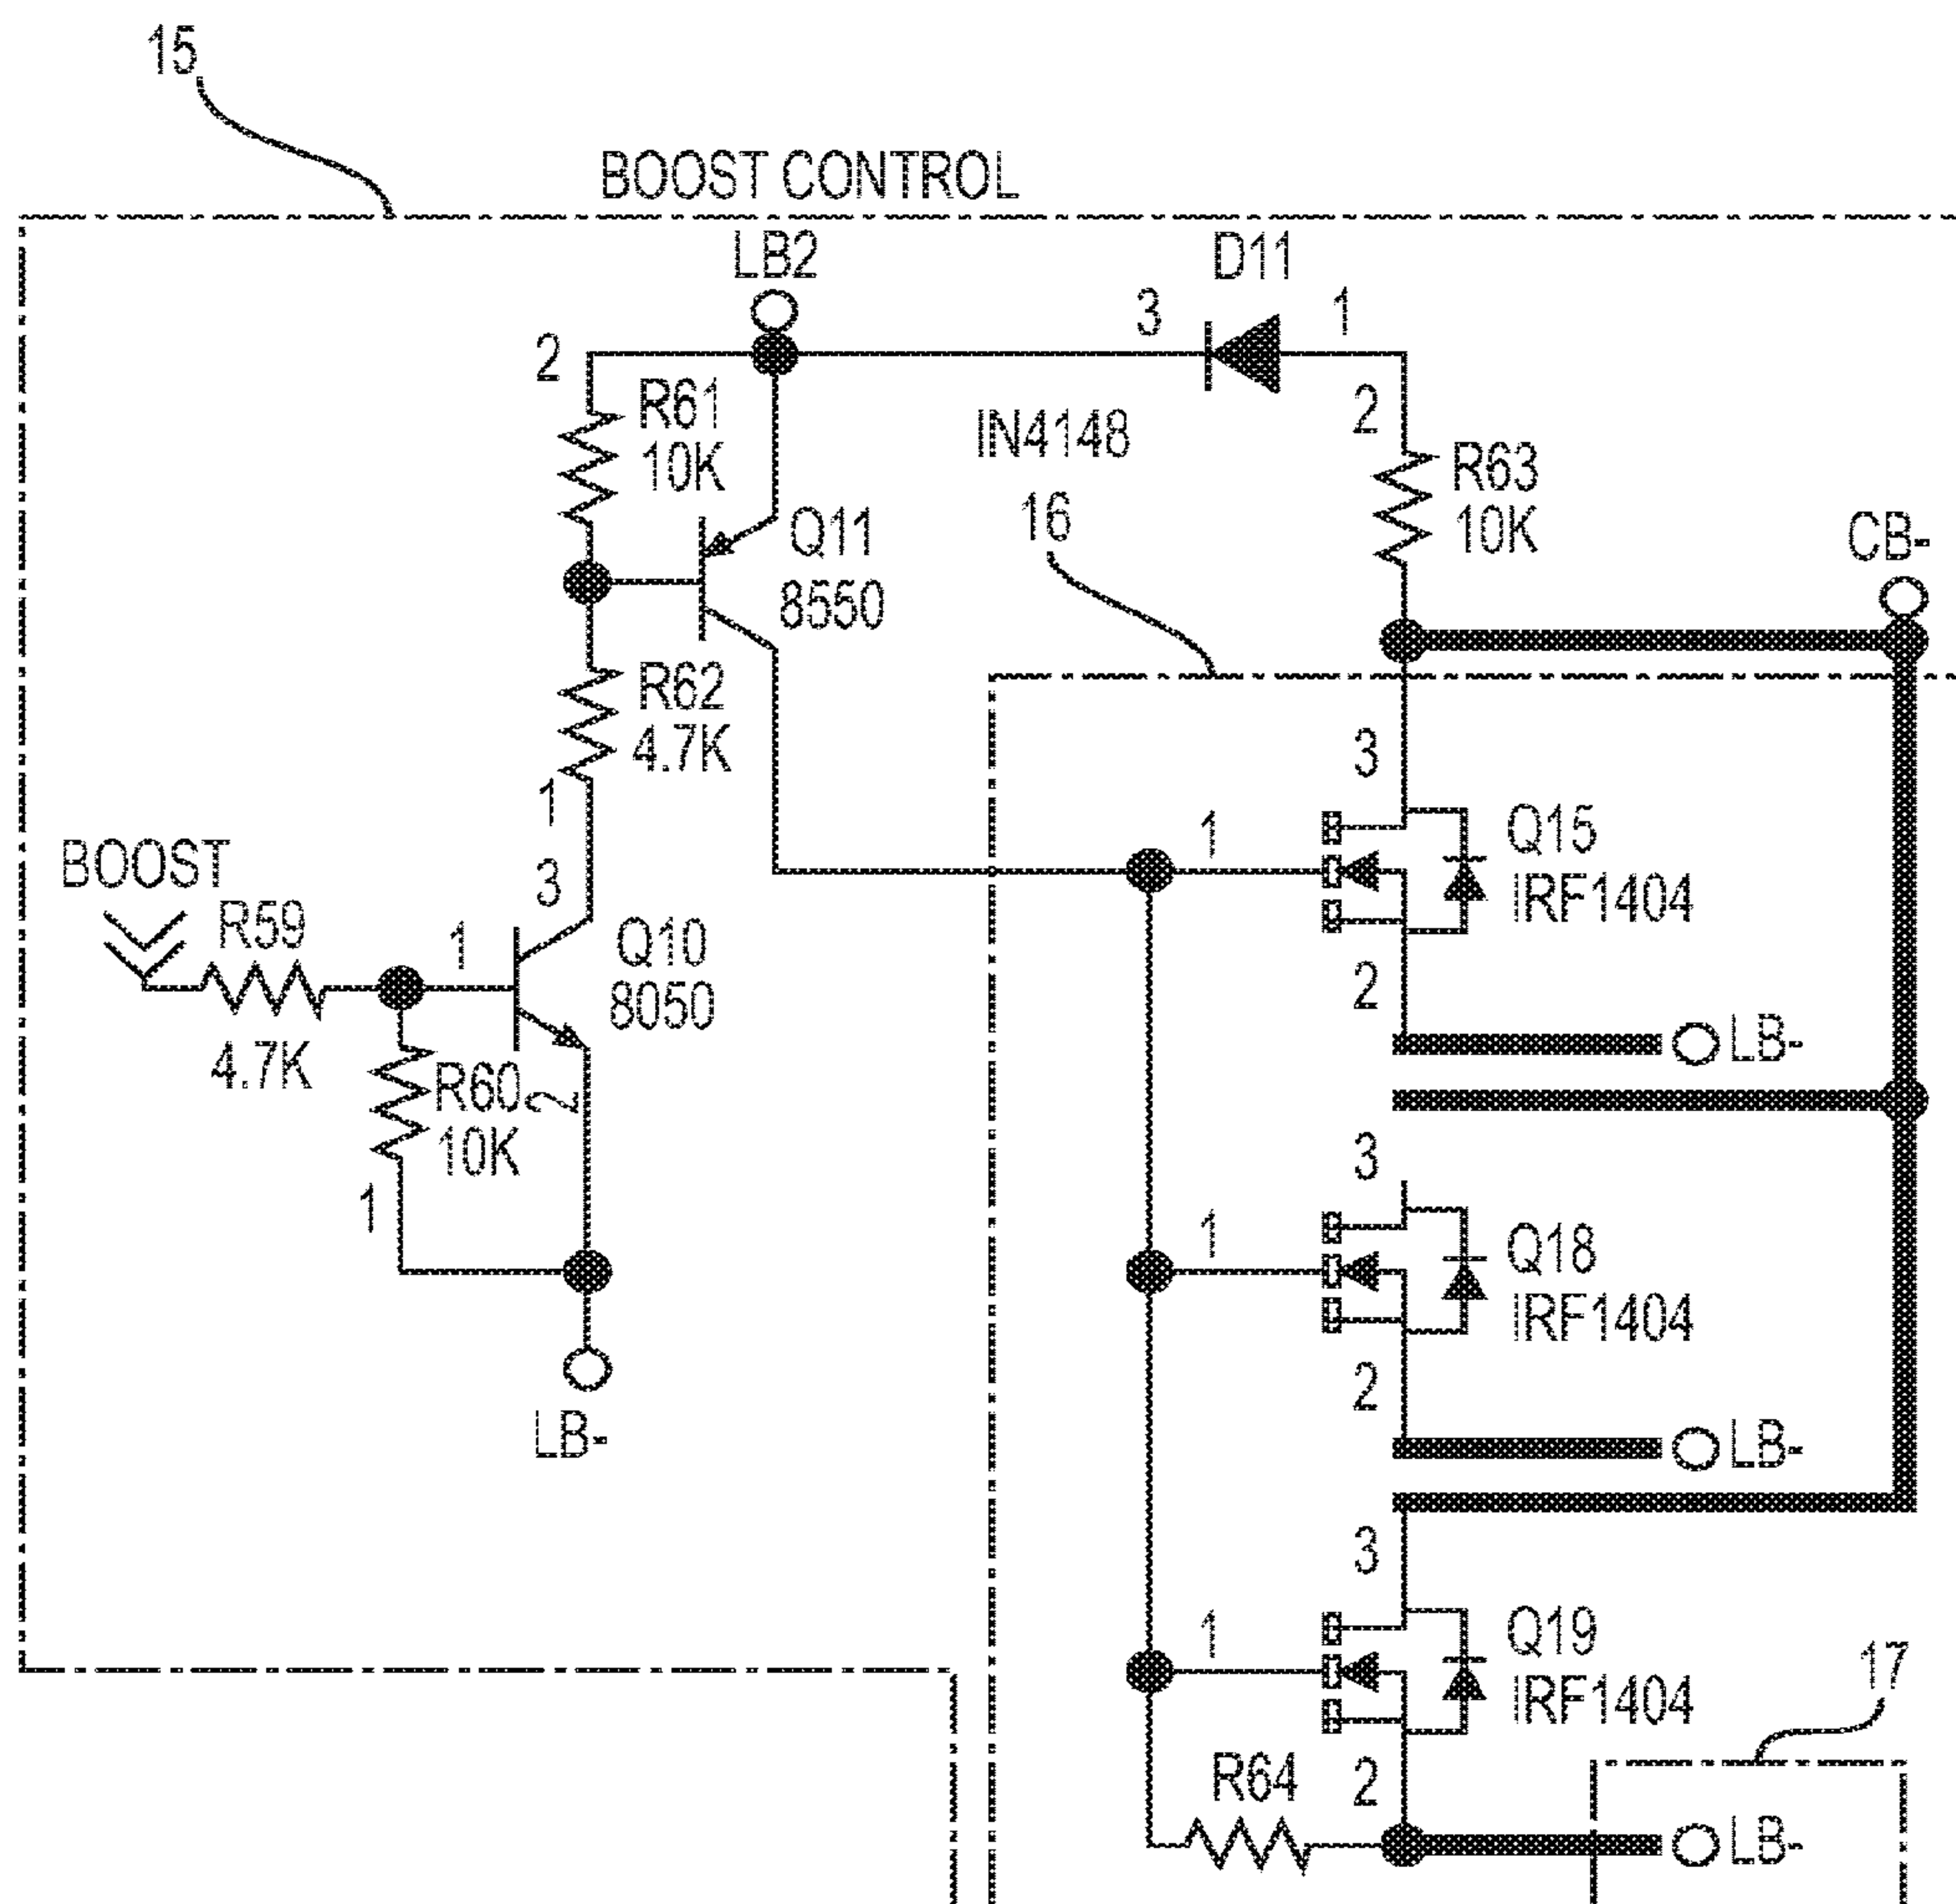 15
BOOST CONTROL
LB2
D11
3
1
2
R61
10K
2
IN4148
R63
10K
16
Q11
8550
CB-
R62
4.7K
1
3
3
1
Q15
IRF1404
BOOST
R59
4.7K
1
Q10
8050
2
LB-
R60
10K
2
1
3
1
Q18
IRF1404
2
LB-
LB-
3
1
Q19
IRF1404
17
R64
2
LB-